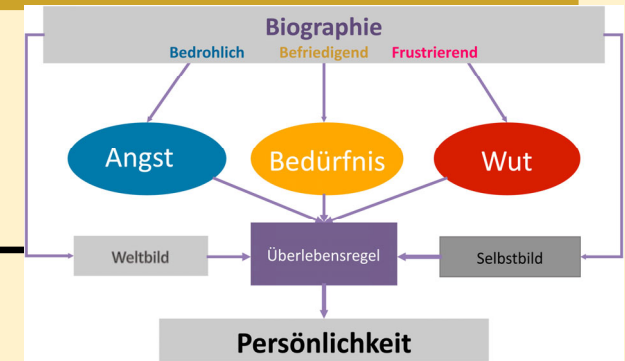 Biographie
Bedrohlich Befriedigend Frustrierend
Angst Bedürfnis Wut
Weltbild Überlebensregel Selbstbild
Persönlichkeit